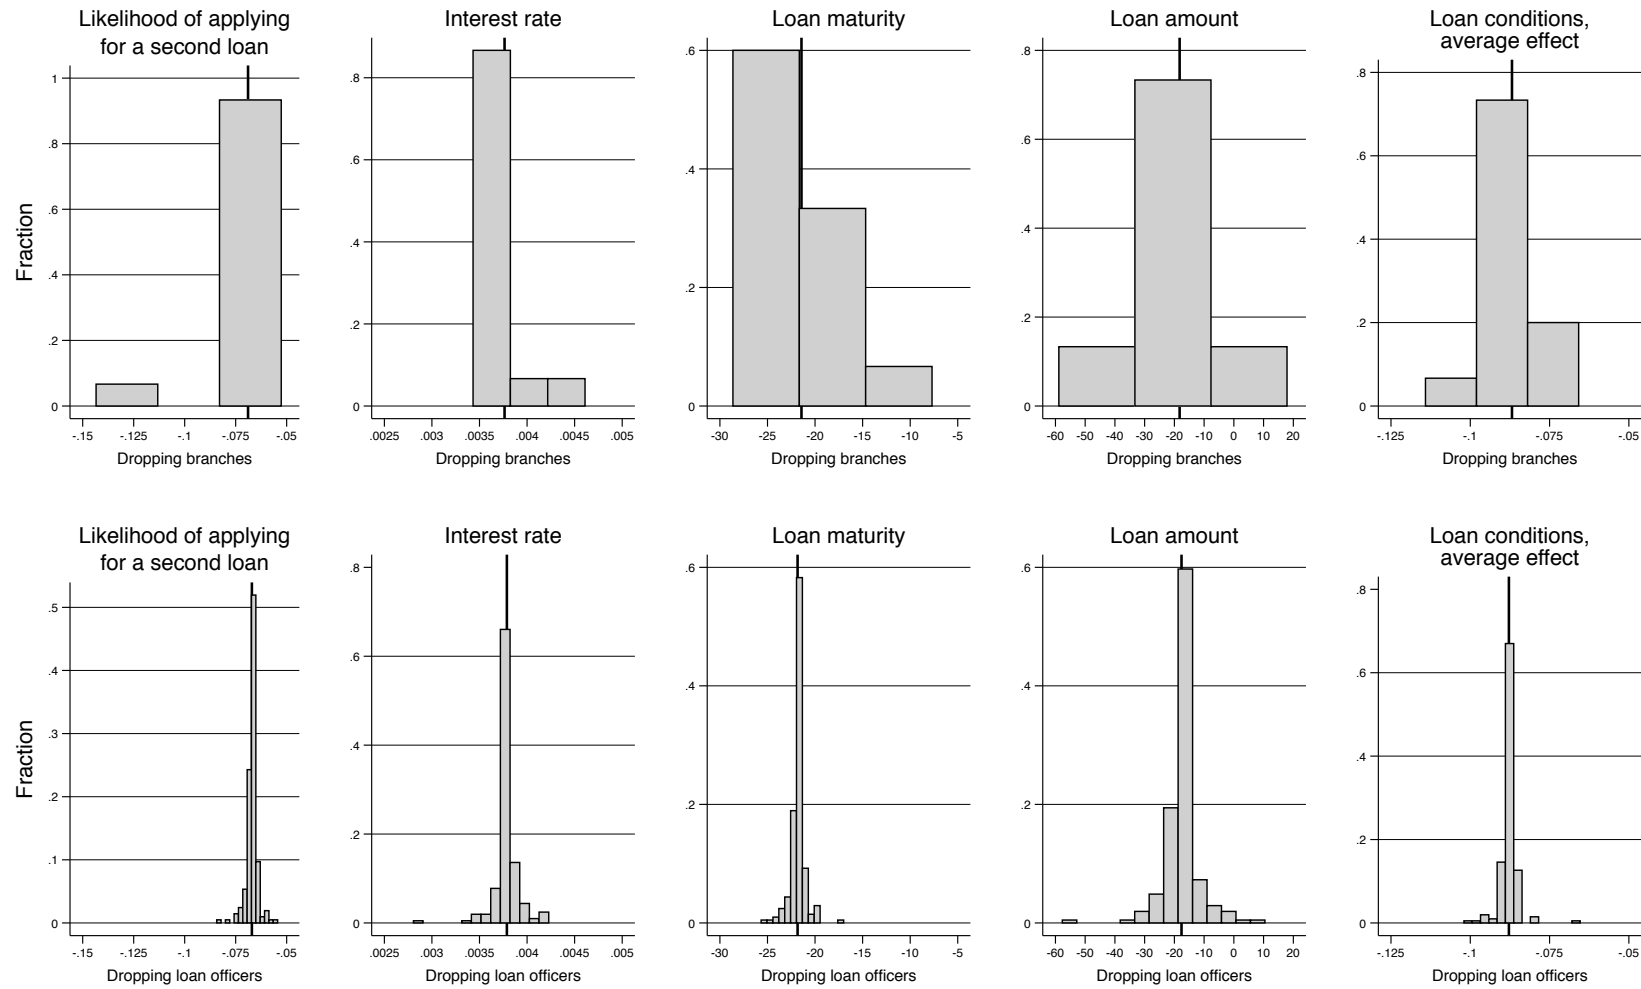 Likelihood of applying
for a second loan
Fraction
1
.8
.6
.4
.2
0
-.15 -.125 -.1 -.075 -.05
Dropping branches
Interest rate
.8
.6
.4
.2
0
.0025 .003 .0035 .004 .0045 .005
Dropping branches
Loan maturity
.6
.4
.2
0
-30 -25 -20 -15 -10 -5
Dropping branches
Loan amount
.8
.6
.4
.2
0
-60 -50 -40 -30 -20 -10 0 10 20
Dropping branches
Loan conditions,
average effect
.8
.6
.4
.2
0
-.125 -.1 -.075 -.05
Dropping branches
Likelihood of applying
for a second loan
Fraction
.5
.4
.3
.2
.1
0
-.15 -.125 -.1 -.075 -.05
Dropping loan officers
Interest rate
.8
.6
.4
.2
0
.0025 .003 .0035 .004 .0045 .005
Dropping loan officers
Loan maturity
.6
.4
.2
0
-30 -25 -20 -15 -10 -5
Dropping loan officers
Loan amount
.6
.4
.2
0
-60 -50 -40 -30 -20 -10 0 10 20
Dropping loan officers
Loan conditions,
average effect
.8
.6
.4
.2
0
-.125 -.1 -.075 -.05
Dropping loan officers